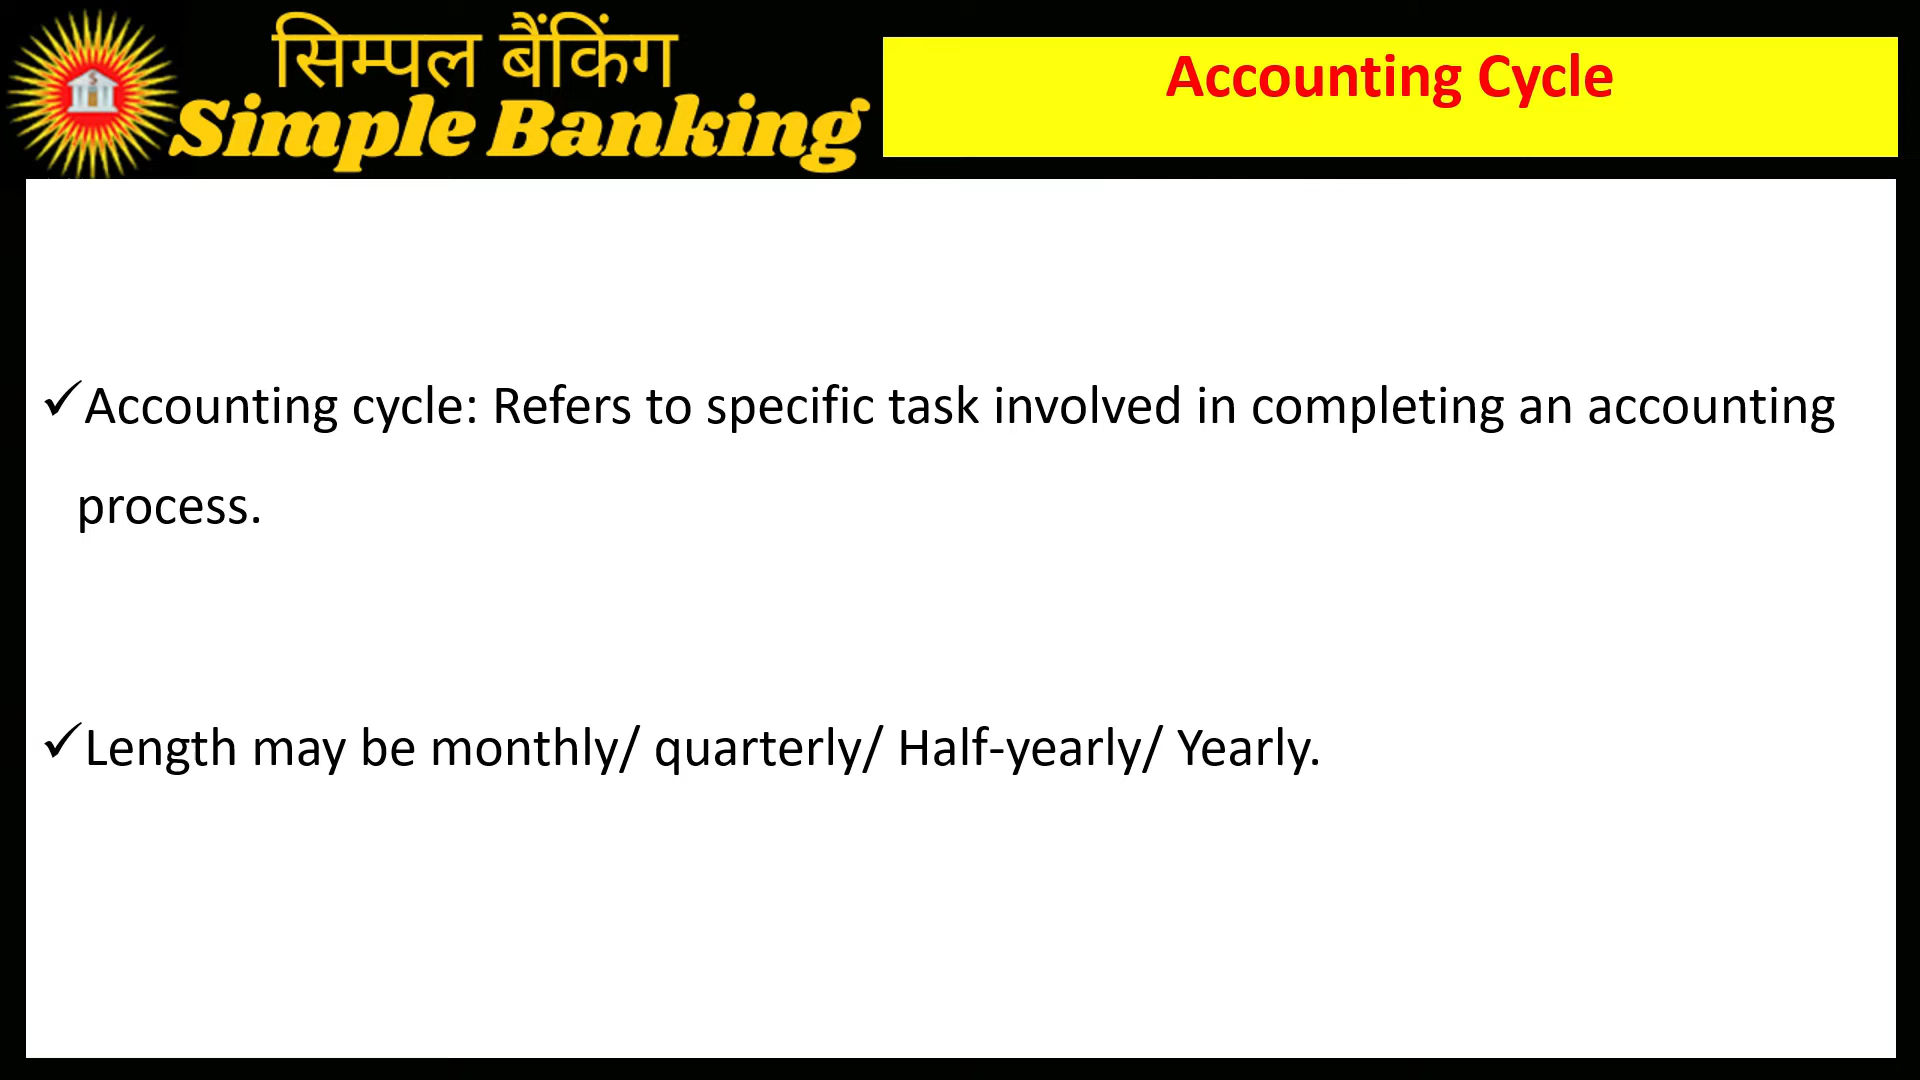 सिम्पल बैंकिंग
Simple Banking
Accounting Cycle
✓Accounting cycle: Refers to specific task involved in completing an accounting
process.
✓Length may be monthly/ quarterly/ Half-yearly/ Yearly.